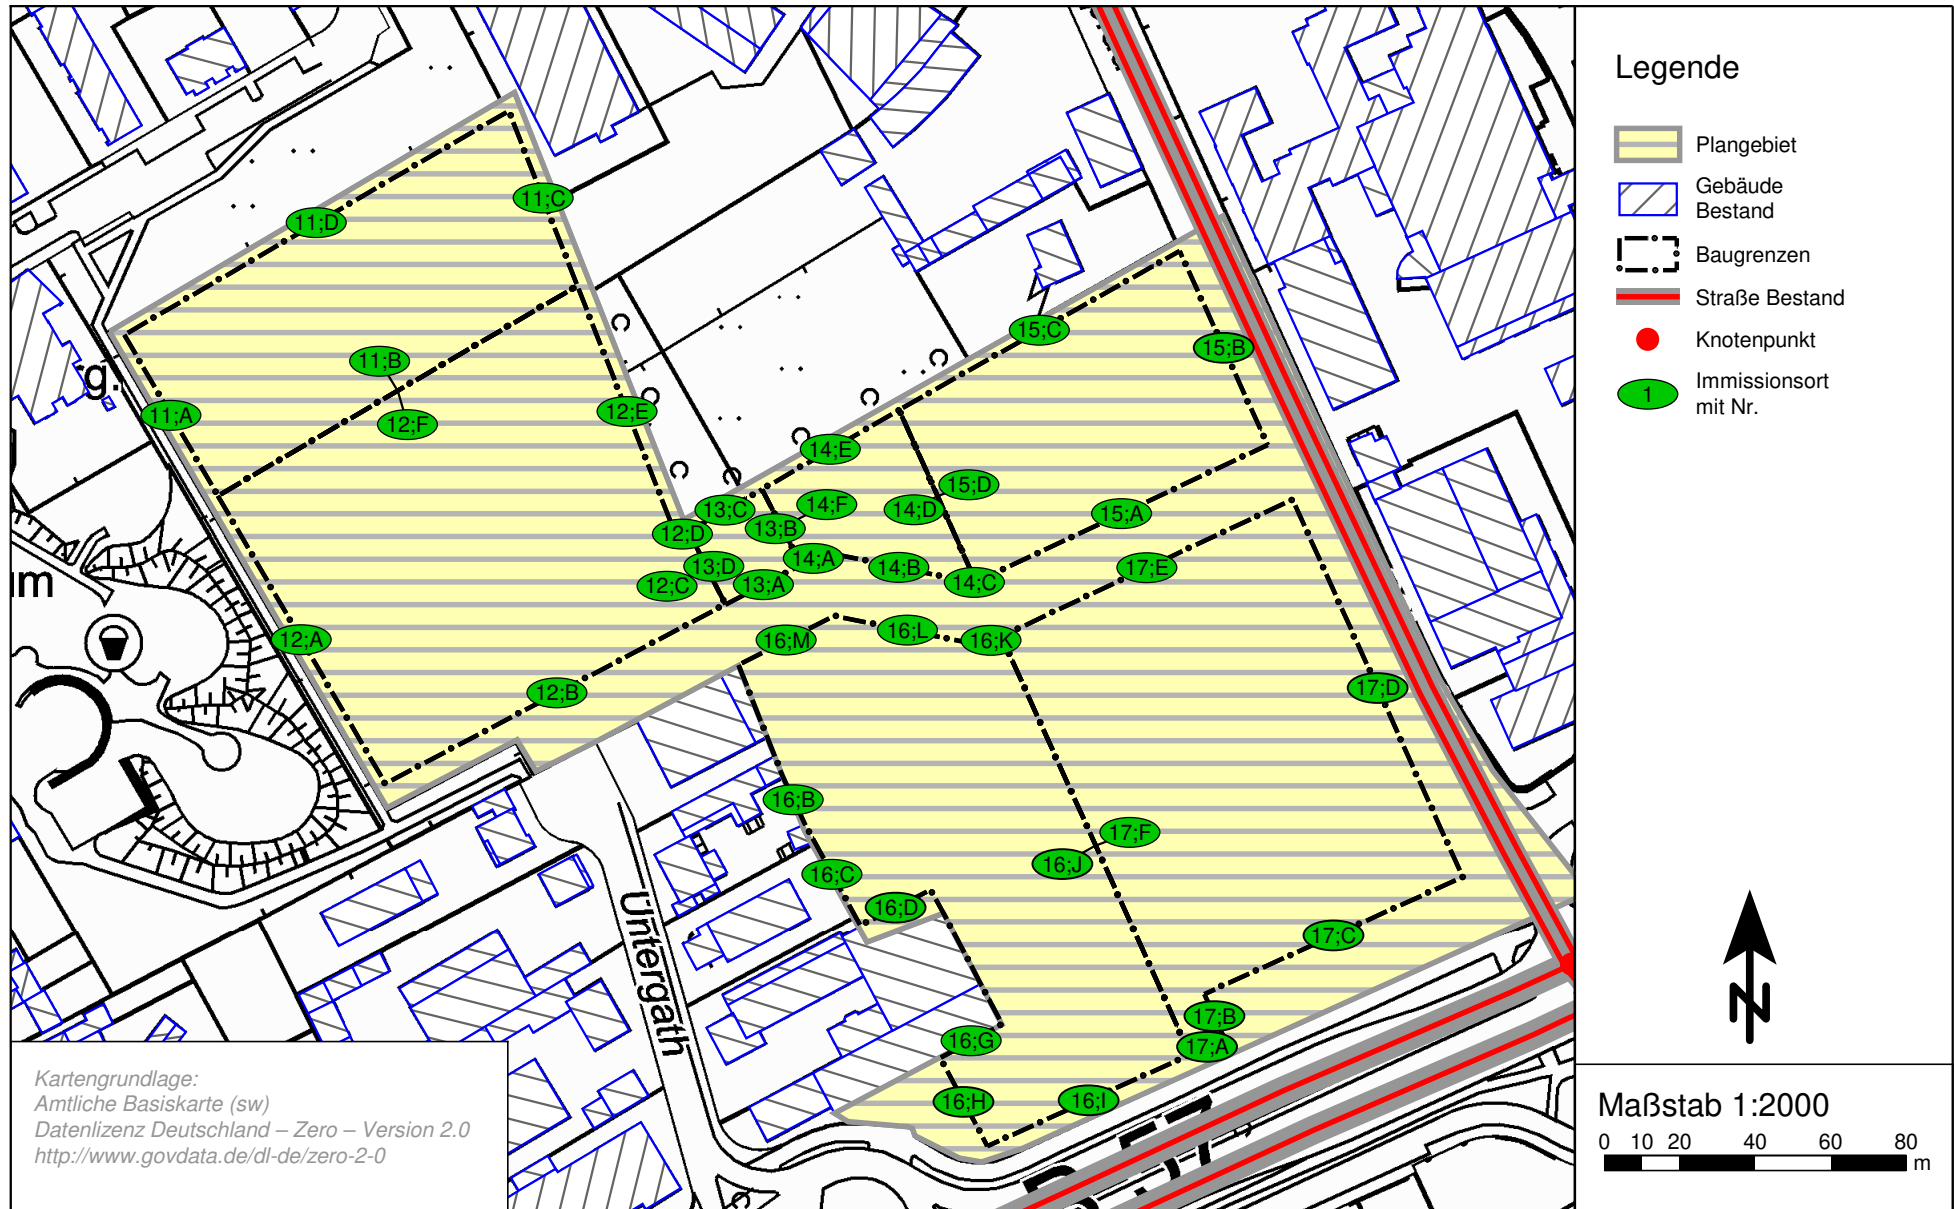 11;C
11;D
15;C
15;B
11;B
g.
11;A
12;E
12;F
14;E
15;D
14;F
13;C
14;D
15;A
13;B
12;D
14;A
13;D
14;B
17;E
12;C
13;A
14;C
um
16;L
12;A
16;M
16;K
12;B
17;D
16;B
17;F
16;J
16;C
16;D
17;C
Untergath
17;B
16;G
17;A
16;H
16;I
Kartengrundlage:
Amtliche Basiskarte (sw)
Datenlizenz Deutschland – Zero – Version 2.0
http://www.govdata.de/dl-de/zero-2-0
Legende
Plangebiet
Gebäude
Bestand
Baugrenzen
Straße Bestand
Knotenpunkt
1
Immissionsort
mit Nr.
N
Maßstab 1:2000
0 10 20 40 60 80
m